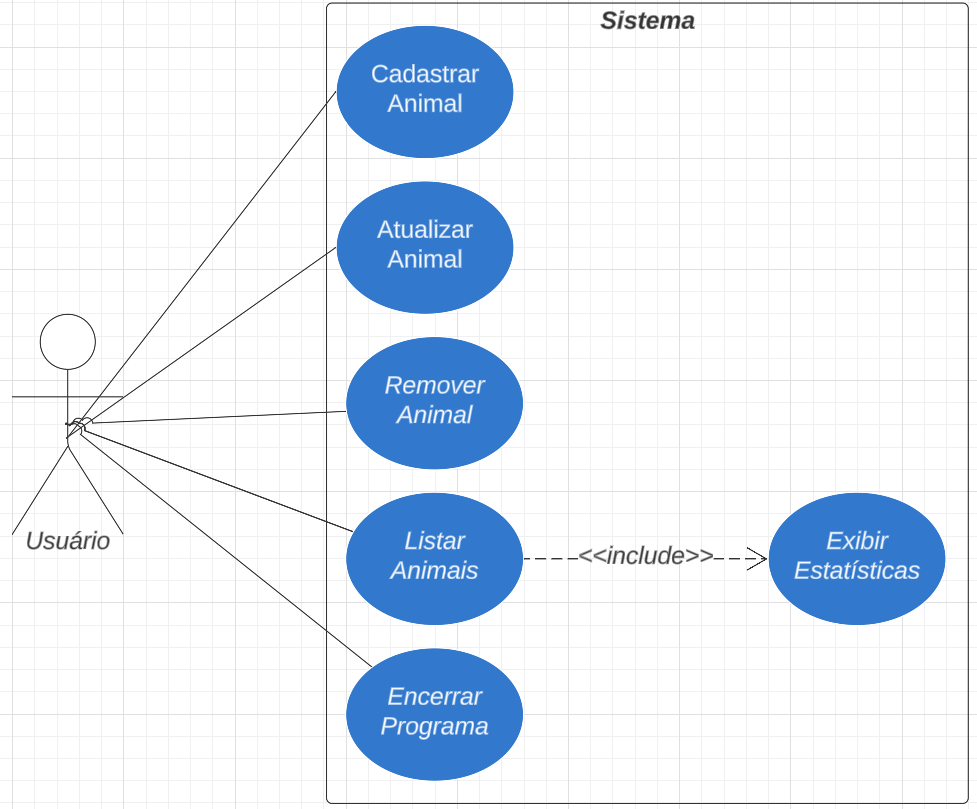 Sistema
Cadastrar
Animal
Atualizar
Animal
Remover
Animal
Usuário
Listar
Animais
<<include>>
Exibir
Estatísticas
Encerrar
Programa